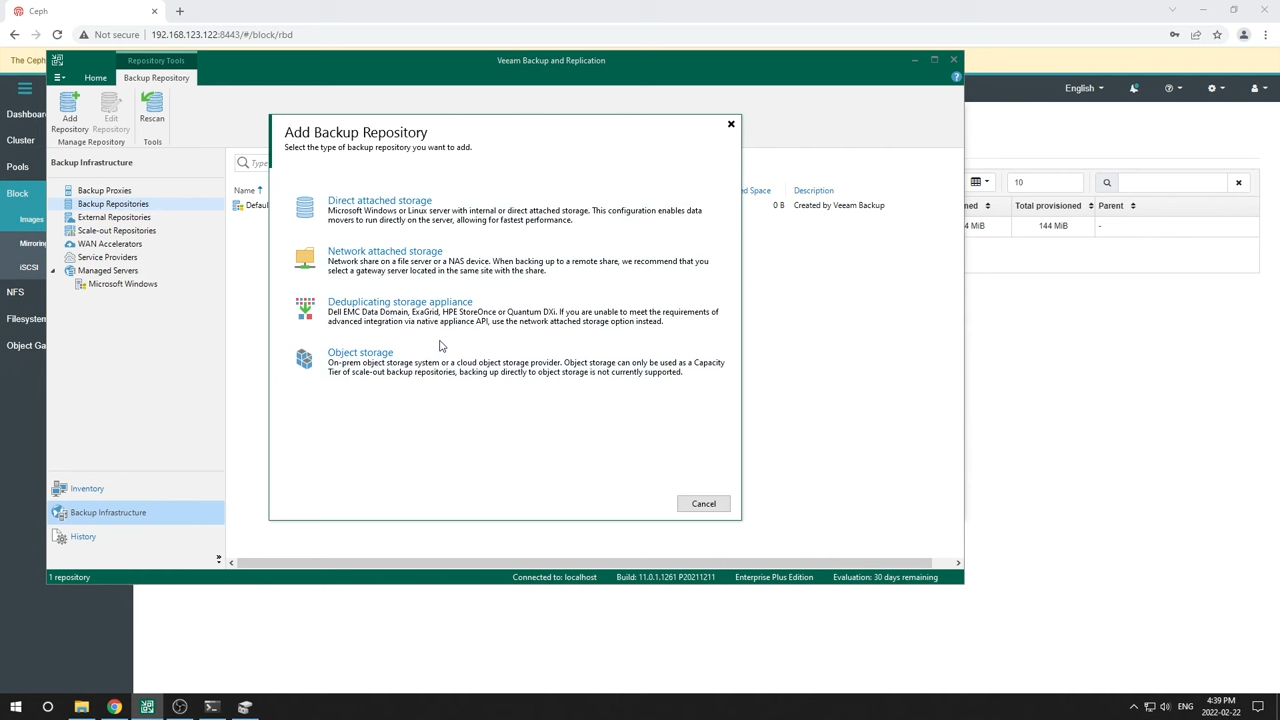 Ceph
Not secure
192.168.123.122:8443/#/block/rbd
The Cep
English
Dashboar
Cluster
Pools
Block
Images
Mirroring
iSCSI
NFS
Filesystem
Object Ga
Repository Tools
Veeam Backup and Replication
Home
Backup Repository
Add
Repository
Edit
Repository
Rescan
Manage Repository
Tools
Backup Infrastructure
Backup Proxies
Backup Repositories
External Repositories
Scale-out Repositories
WAN Accelerators
Service Providers
Managed Servers
Microsoft Windows
Inventory
Backup Infrastructure
History
Type
Name
Defaul
ed Space
Description
0 B
Created by Veeam Backup
Add Backup Repository
Select the type of backup repository you want to add.
Direct attached storage
Microsoft Windows or Linux server with internal or direct attached storage. This configuration enables data
movers to run directly on the server, allowing for fastest performance.
Network attached storage
Network share on a file server or a NAS device. When backing up to a remote share, we recommend that you
select a gateway server located in the same site with the share.
Deduplicating storage appliance
Dell EMC Data Domain, ExaGrid, HPE StoreOnce or Quantum DXi. If you are unable to meet the requirements of
advanced integration via native appliance API, use the network attached storage option instead.
Object storage
On-prem object storage system or a cloud object storage provider. Object storage can only be used as a Capacity
Tier of scale-out backup repositories, backing up directly to object storage is not currently supported.
Cancel
10
ned
Total provisioned
Parent
4 MiB
144 MiB
-
1 repository
Connected to: localhost
Build: 11.0.1.1261 P20211211
Enterprise Plus Edition
Evaluation: 30 days remaining
ENG
4:39 PM
2022-02-22